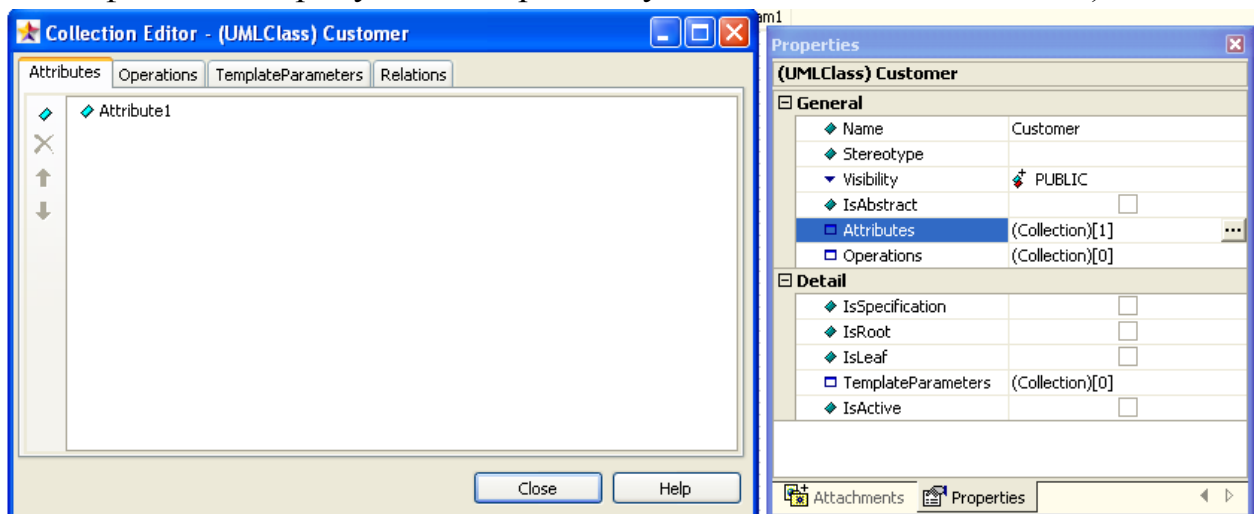 am1
Collection Editor - (UMLClass) Customer
Attributes Operations TemplateParameters Relations
Attribute1
Close Help
Properties
(UMLClass) Customer
General
Name Customer
Stereotype
Visibility PUBLIC
IsAbstract
Attributes (Collection)[1] ...
Operations (Collection)[0]
Detail
IsSpecification
IsRoot
IsLeaf
TemplateParameters (Collection)[0]
IsActive
Attachments Properties